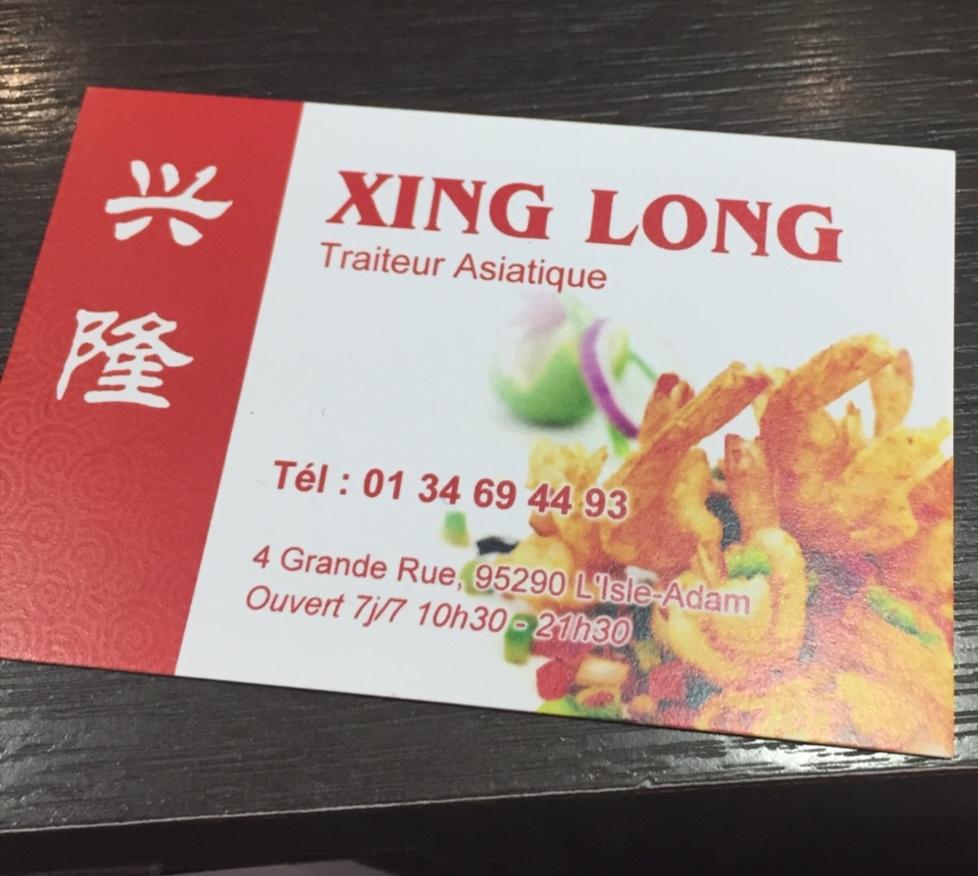 兴隆
XING LONG
Traiteur Asiatique
Tél : 01 34 69 44 93
4 Grande Rue, 95290 L'Isle-Adam
Ouvert 7j/7 10h30 - 21h30